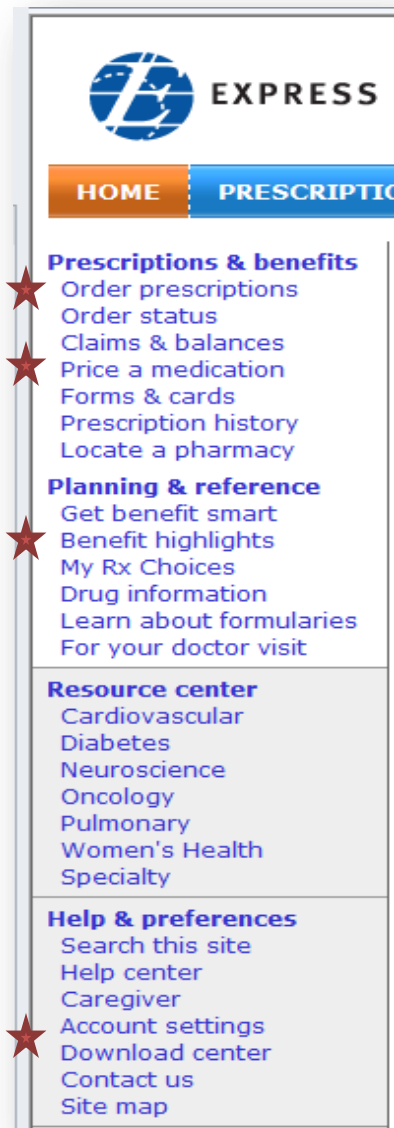 EXPRESS
HOME PRESCRIPTIO
Prescriptions & benefits
Order prescriptions
Order status
Claims & balances
Price a medication
Forms & cards
Prescription history
Locate a pharmacy
Planning & reference
Get benefit smart
Benefit highlights
My Rx Choices
Drug information
Learn about formularies
For your doctor visit
Resource center
Cardiovascular
Diabetes
Neuroscience
Oncology
Pulmonary
Women's Health
Specialty
Help & preferences
Search this site
Help center
Caregiver
Account settings
Download center
Contact us
Site map